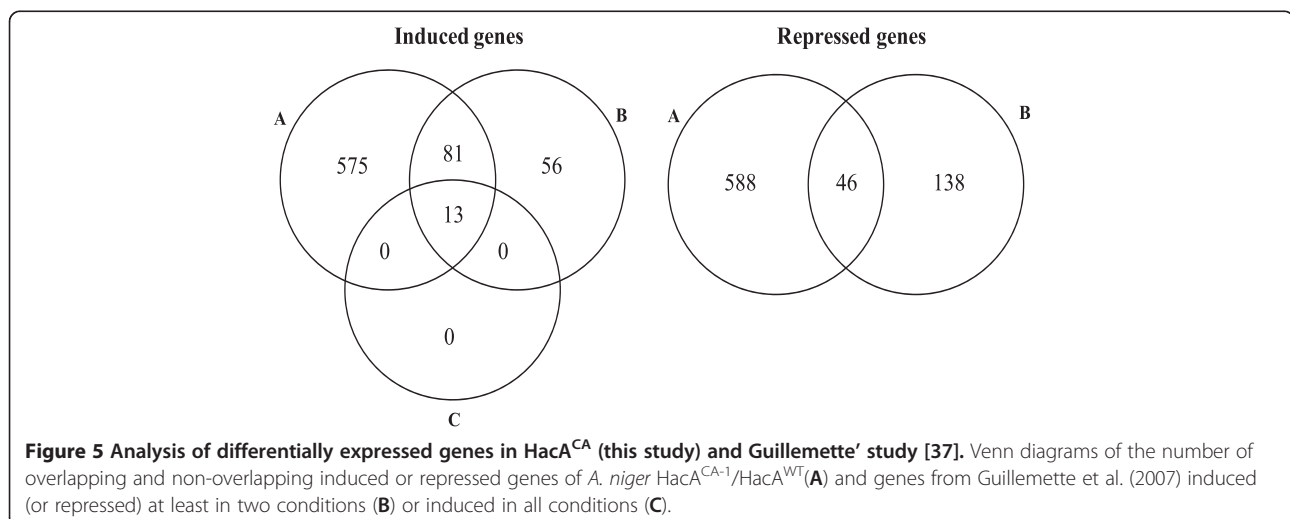 Induced genes
Repressed genes
A
B
575
81
56
13
0
0
0
C
A
B
588
46
138
Figure 5 Analysis of differentially expressed genes in HacA^CA (this study) and Guillemette' study [37]. Venn diagrams of the number of
overlapping and non-overlapping induced or repressed genes of A. niger HacA^CA-1/HacA^WT(A) and genes from Guillemette et al. (2007) induced
(or repressed) at least in two conditions (B) or induced in all conditions (C).